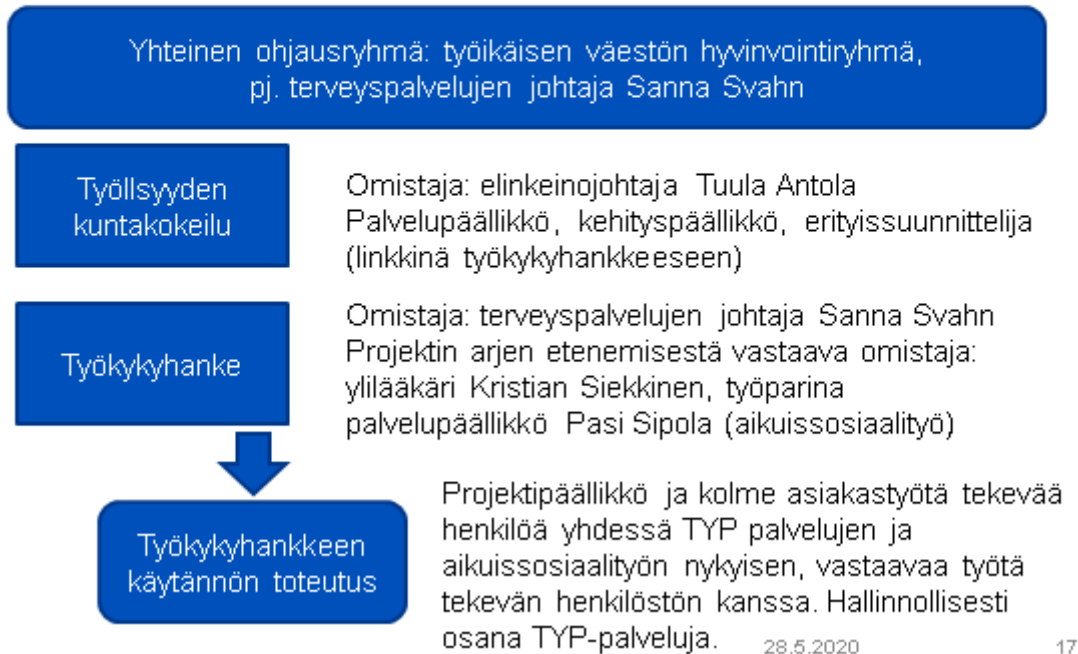 Yhteinen ohjausryhmä: työikäisen väestön hyvinvointiryhmä,
pj. terveyspalvelujen johtaja Sanna Svahn
Työllsyyden
kuntakokeilu
Omistaja: elinkeinojohtaja Tuula Antola
Palvelupäällikkö, kehityspäällikkö, erityissuunnittelija
(linkkinä työkykyhankkeeseen)
Työkykyhanke
Omistaja: terveyspalvelujen johtaja Sanna Svahn
Projektin arjen etenemisestä vastaava omistaja:
ylilääkäri Kristian Siekkinen, työparina
palvelupäällikkö Pasi Sipola (aikuissosiaalityö)
Työkykyhankkeen
käytännön toteutus
Projektipäällikkö ja kolme asiakastyötä tekevää
henkilöä yhdessä TYP palvelujen ja
aikuissosiaalityön nykyisen, vastaavaa työtä
tekevän henkilöstön kanssa. Hallinnollisesti
osana TYP-palveluja.
28.5.2020
17